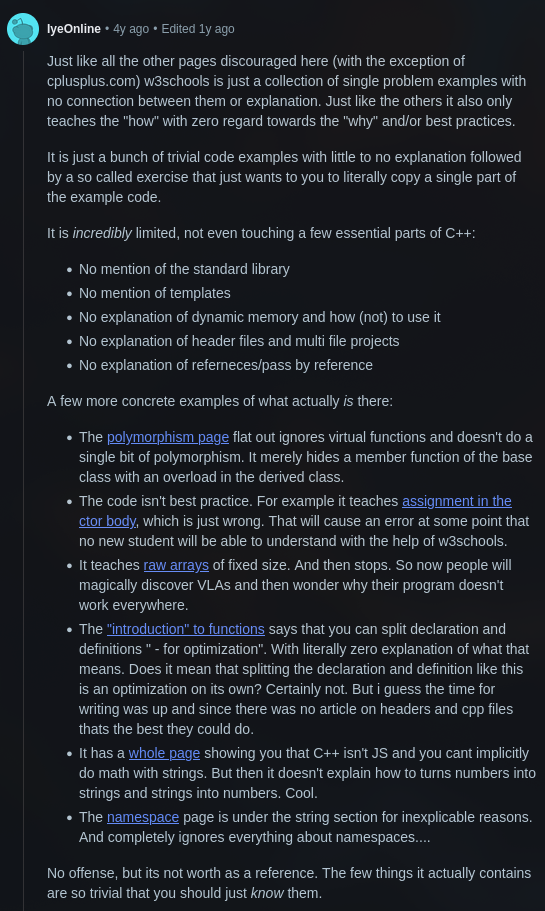 IyeOnline • 4y ago • Edited 1y ago
Just like all the other pages discouraged here (with the exception of
cplusplus.com) w3schools is just a collection of single problem examples with
no connection between them or explanation. Just like the others it also only
teaches the "how" with zero regard towards the "why" and/or best practices.
It is just a bunch of trivial code examples with little to no explanation followed
by a so called exercise that just wants to you to literally copy a single part of
the example code.
It is incredibly limited, not even touching a few essential parts of C++:
• No mention of the standard library
• No mention of templates
• No explanation of dynamic memory and how (not) to use it
• No explanation of header files and multi file projects
• No explanation of referneces/pass by reference
A few more concrete examples of what actually is there:
• The polymorphism page flat out ignores virtual functions and doesn't do a
single bit of polymorphism. It merely hides a member function of the base
class with an overload in the derived class.
• The code isn't best practice. For example it teaches assignment in the
ctor body, which is just wrong. That will cause an error at some point that
no new student will be able to understand with the help of w3schools.
• It teaches raw arrays of fixed size. And then stops. So now people will
magically discover VLAs and then wonder why their program doesn't
work everywhere.
• The "introduction" to functions says that you can split declaration and
definitions " - for optimization". With literally zero explanation of what that
means. Does it mean that splitting the declaration and definition like this
is an optimization on its own? Certainly not. But i guess the time for
writing was up and since there was no article on headers and cpp files
thats the best they could do.
• It has a whole page showing you that C++ isn't JS and you cant implicitly
do math with strings. But then it doesn't explain how to turns numbers into
strings and strings into numbers. Cool.
• The namespace page is under the string section for inexplicable reasons.
And completely ignores everything about namespaces....
No offense, but its not worth as a reference. The few things it actually contains
are so trivial that you should just know them.